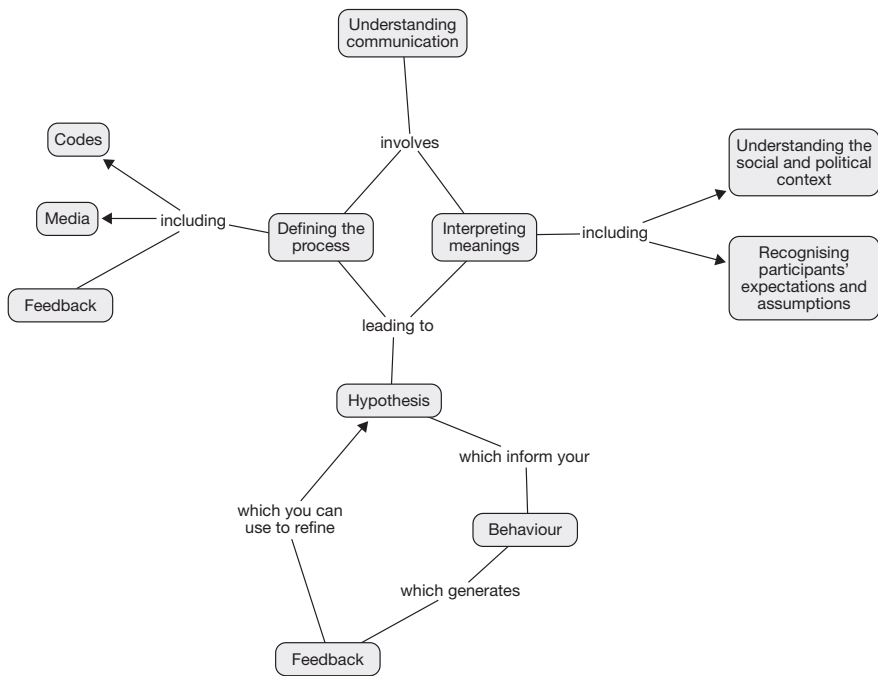 Understanding
communication
involves
Codes
Media
Feedback
including
Defining the
process
Interpreting
meanings
including
Understanding the
social and political
context
Recognising
participants'
expectations and
assumptions
leading to
Hypothesis
which inform your
Behaviour
which generates
Feedback
which you can
use to refine